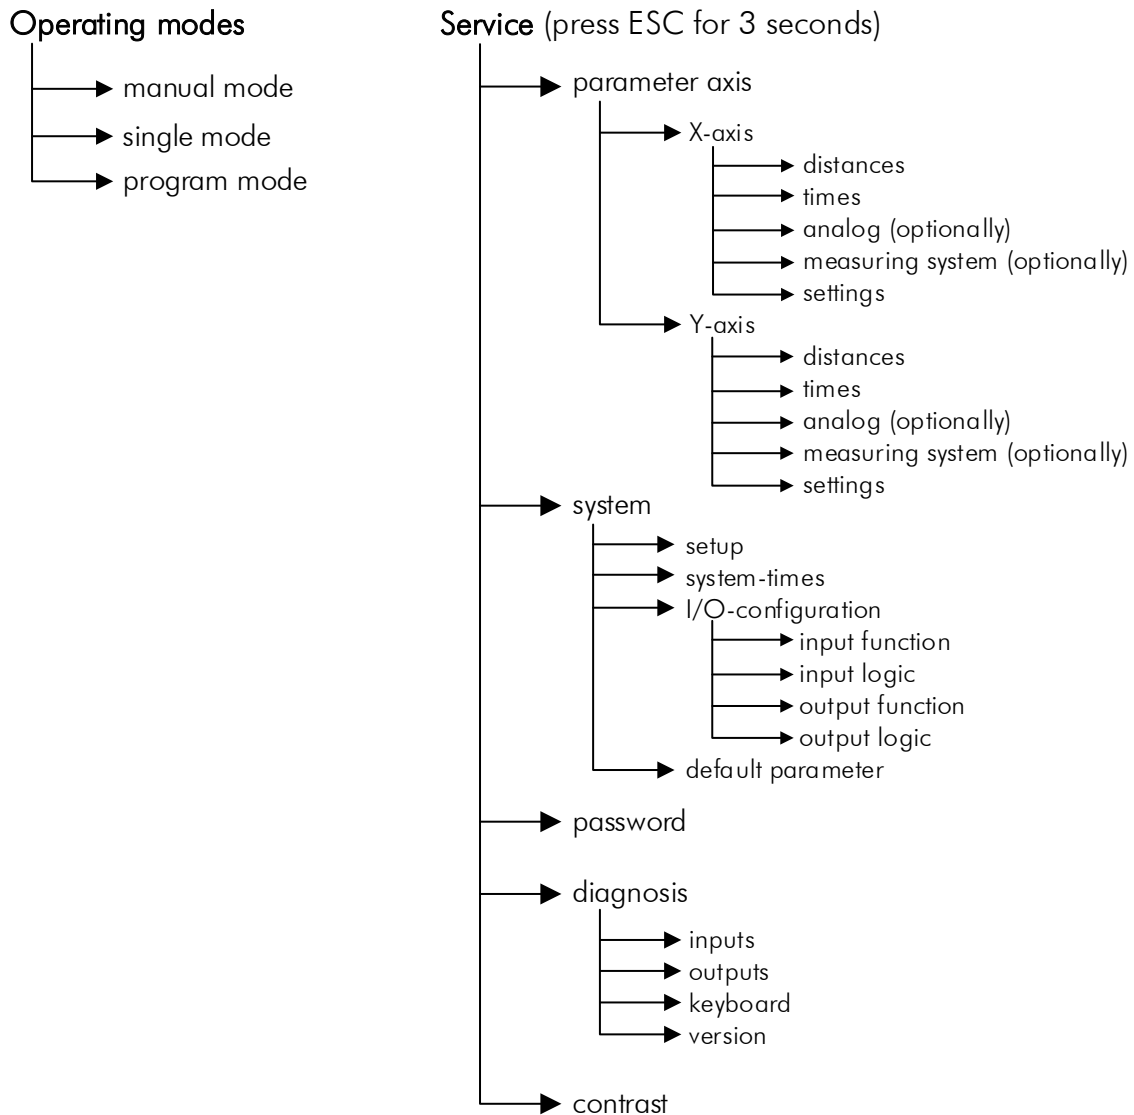 Operating modes
manual mode
single mode
program mode
Service (press ESC for 3 seconds)
parameter axis
X-axis
distances
times
analog (optionally)
measuring system (optionally)
settings
Y-axis
distances
times
analog (optionally)
measuring system (optionally)
settings
system
setup
system-times
I/O-configuration
input function
input logic
output function
output logic
default parameter
password
diagnosis
inputs
outputs
keyboard
version
contrast